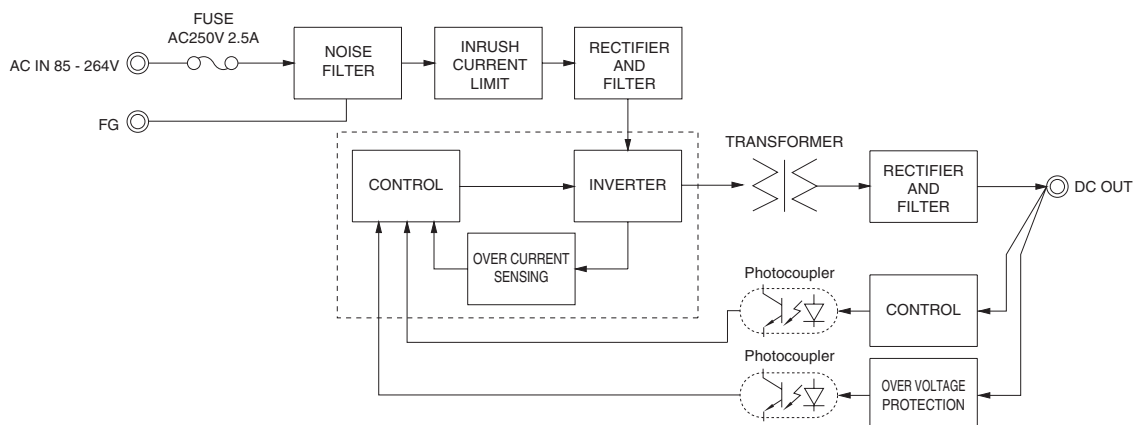 FUSE
AC250V 2.5A
AC IN 85 - 264V
NOISE
FILTER
INRUSH
CURRENT
LIMIT
RECTIFIER
AND
FILTER
FG
TRANSFORMER
CONTROL
INVERTER
RECTIFIER
AND
FILTER
DC OUT
OVER CURRENT
SENSING
Photocoupler
CONTROL
Photocoupler
OVER VOLTAGE
PROTECTION